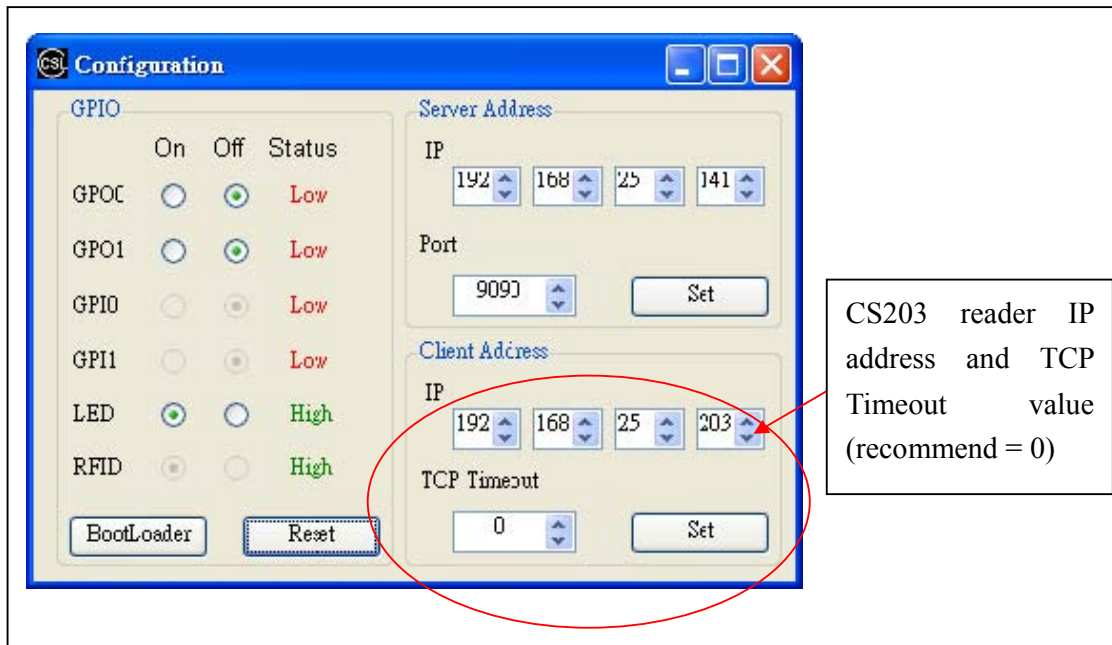 CSL Configuration
GPIO
On Off Status
GPO0 Low
GPO1 Low
GPI0 Low
GPI1 Low
LED High
RFID High
BootLoader Reset
Server Address
IP
192 168 25 141
Port
9090 Set
Client Address
IP
192 168 25 203
TCP Timeout
0 Set
CS203 reader IP
address and TCP
Timeout value
(recommend = 0)